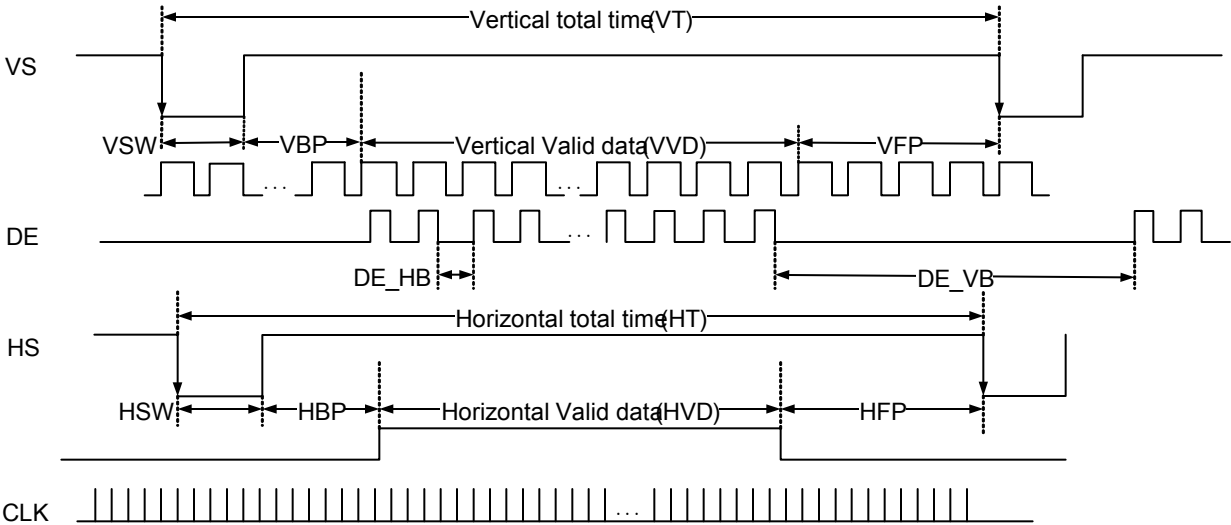 Vertical total time(VT)
VS
VSW VBP Vertical Valid data(VVD) VFP
...
...
DE
...
...
DE_HB DE_VB
Horizontal total time(HT)
HS
HSW HBP Horizontal Valid data(HVD) HFP
CLK ...